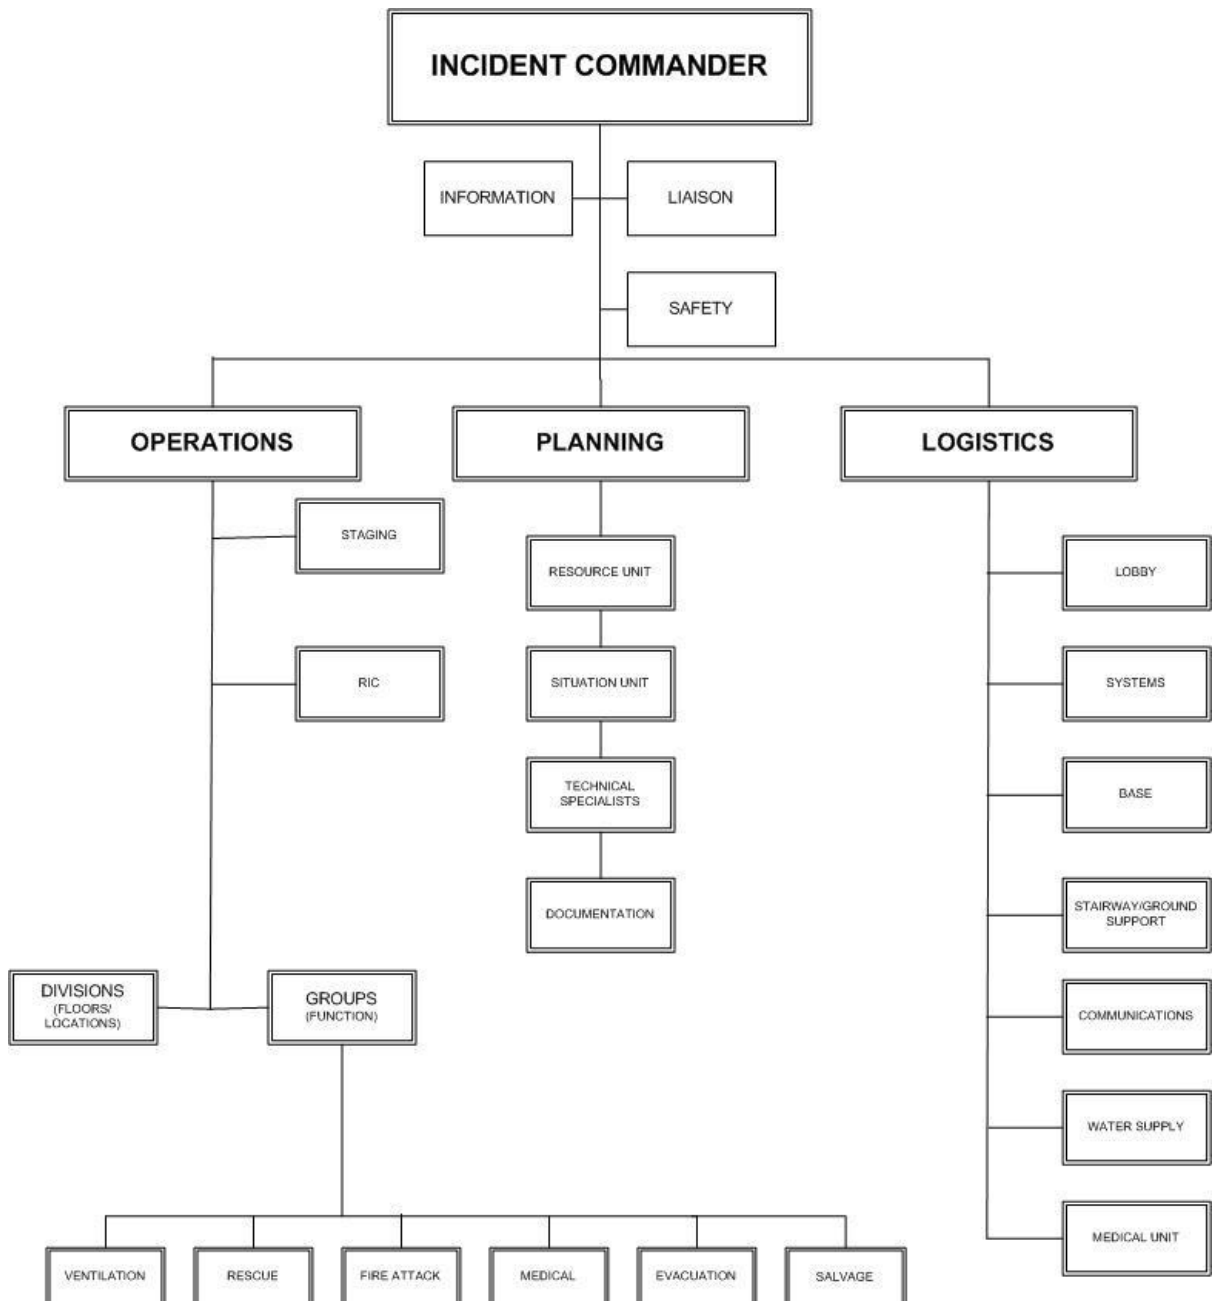 INCIDENT COMMANDER
INFORMATION
LIAISON
SAFETY
OPERATIONS
PLANNING
LOGISTICS
STAGING
RESOURCE UNIT
LOBBY
RIC
SITUATION UNIT
SYSTEMS
TECHNICAL
SPECIALISTS
BASE
DOCUMENTATION
STAIRWAY/GROUND
SUPPORT
DIVISIONS
(FLOORS/
LOCATIONS)
GROUPS
(FUNCTION)
COMMUNICATIONS
WATER SUPPLY
MEDICAL UNIT
VENTILATION
RESCUE
FIRE ATTACK
MEDICAL
EVACUATION
SALVAGE